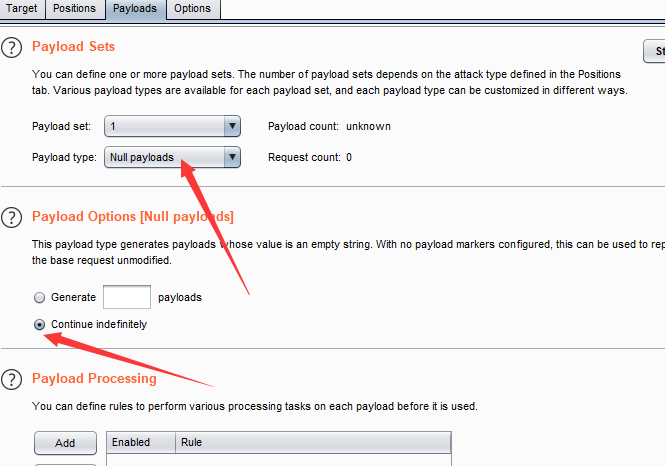 Target Positions Payloads Options
? Payload Sets
You can define one or more payload sets. The number of payload sets depends on the attack type defined in the Positions
tab. Various payload types are available for each payload set, and each payload type can be customized in different ways.
Payload set: 1 Payload count: unknown
Payload type: Null payloads Request count: 0
? Payload Options [Null payloads]
This payload type generates payloads whose value is an empty string. With no payload markers configured, this can be used to
the base request unmodified.
Generate payloads
Continue indefinitely
? Payload Processing
You can define rules to perform various processing tasks on each payload before it is used.
Add Enabled Rule